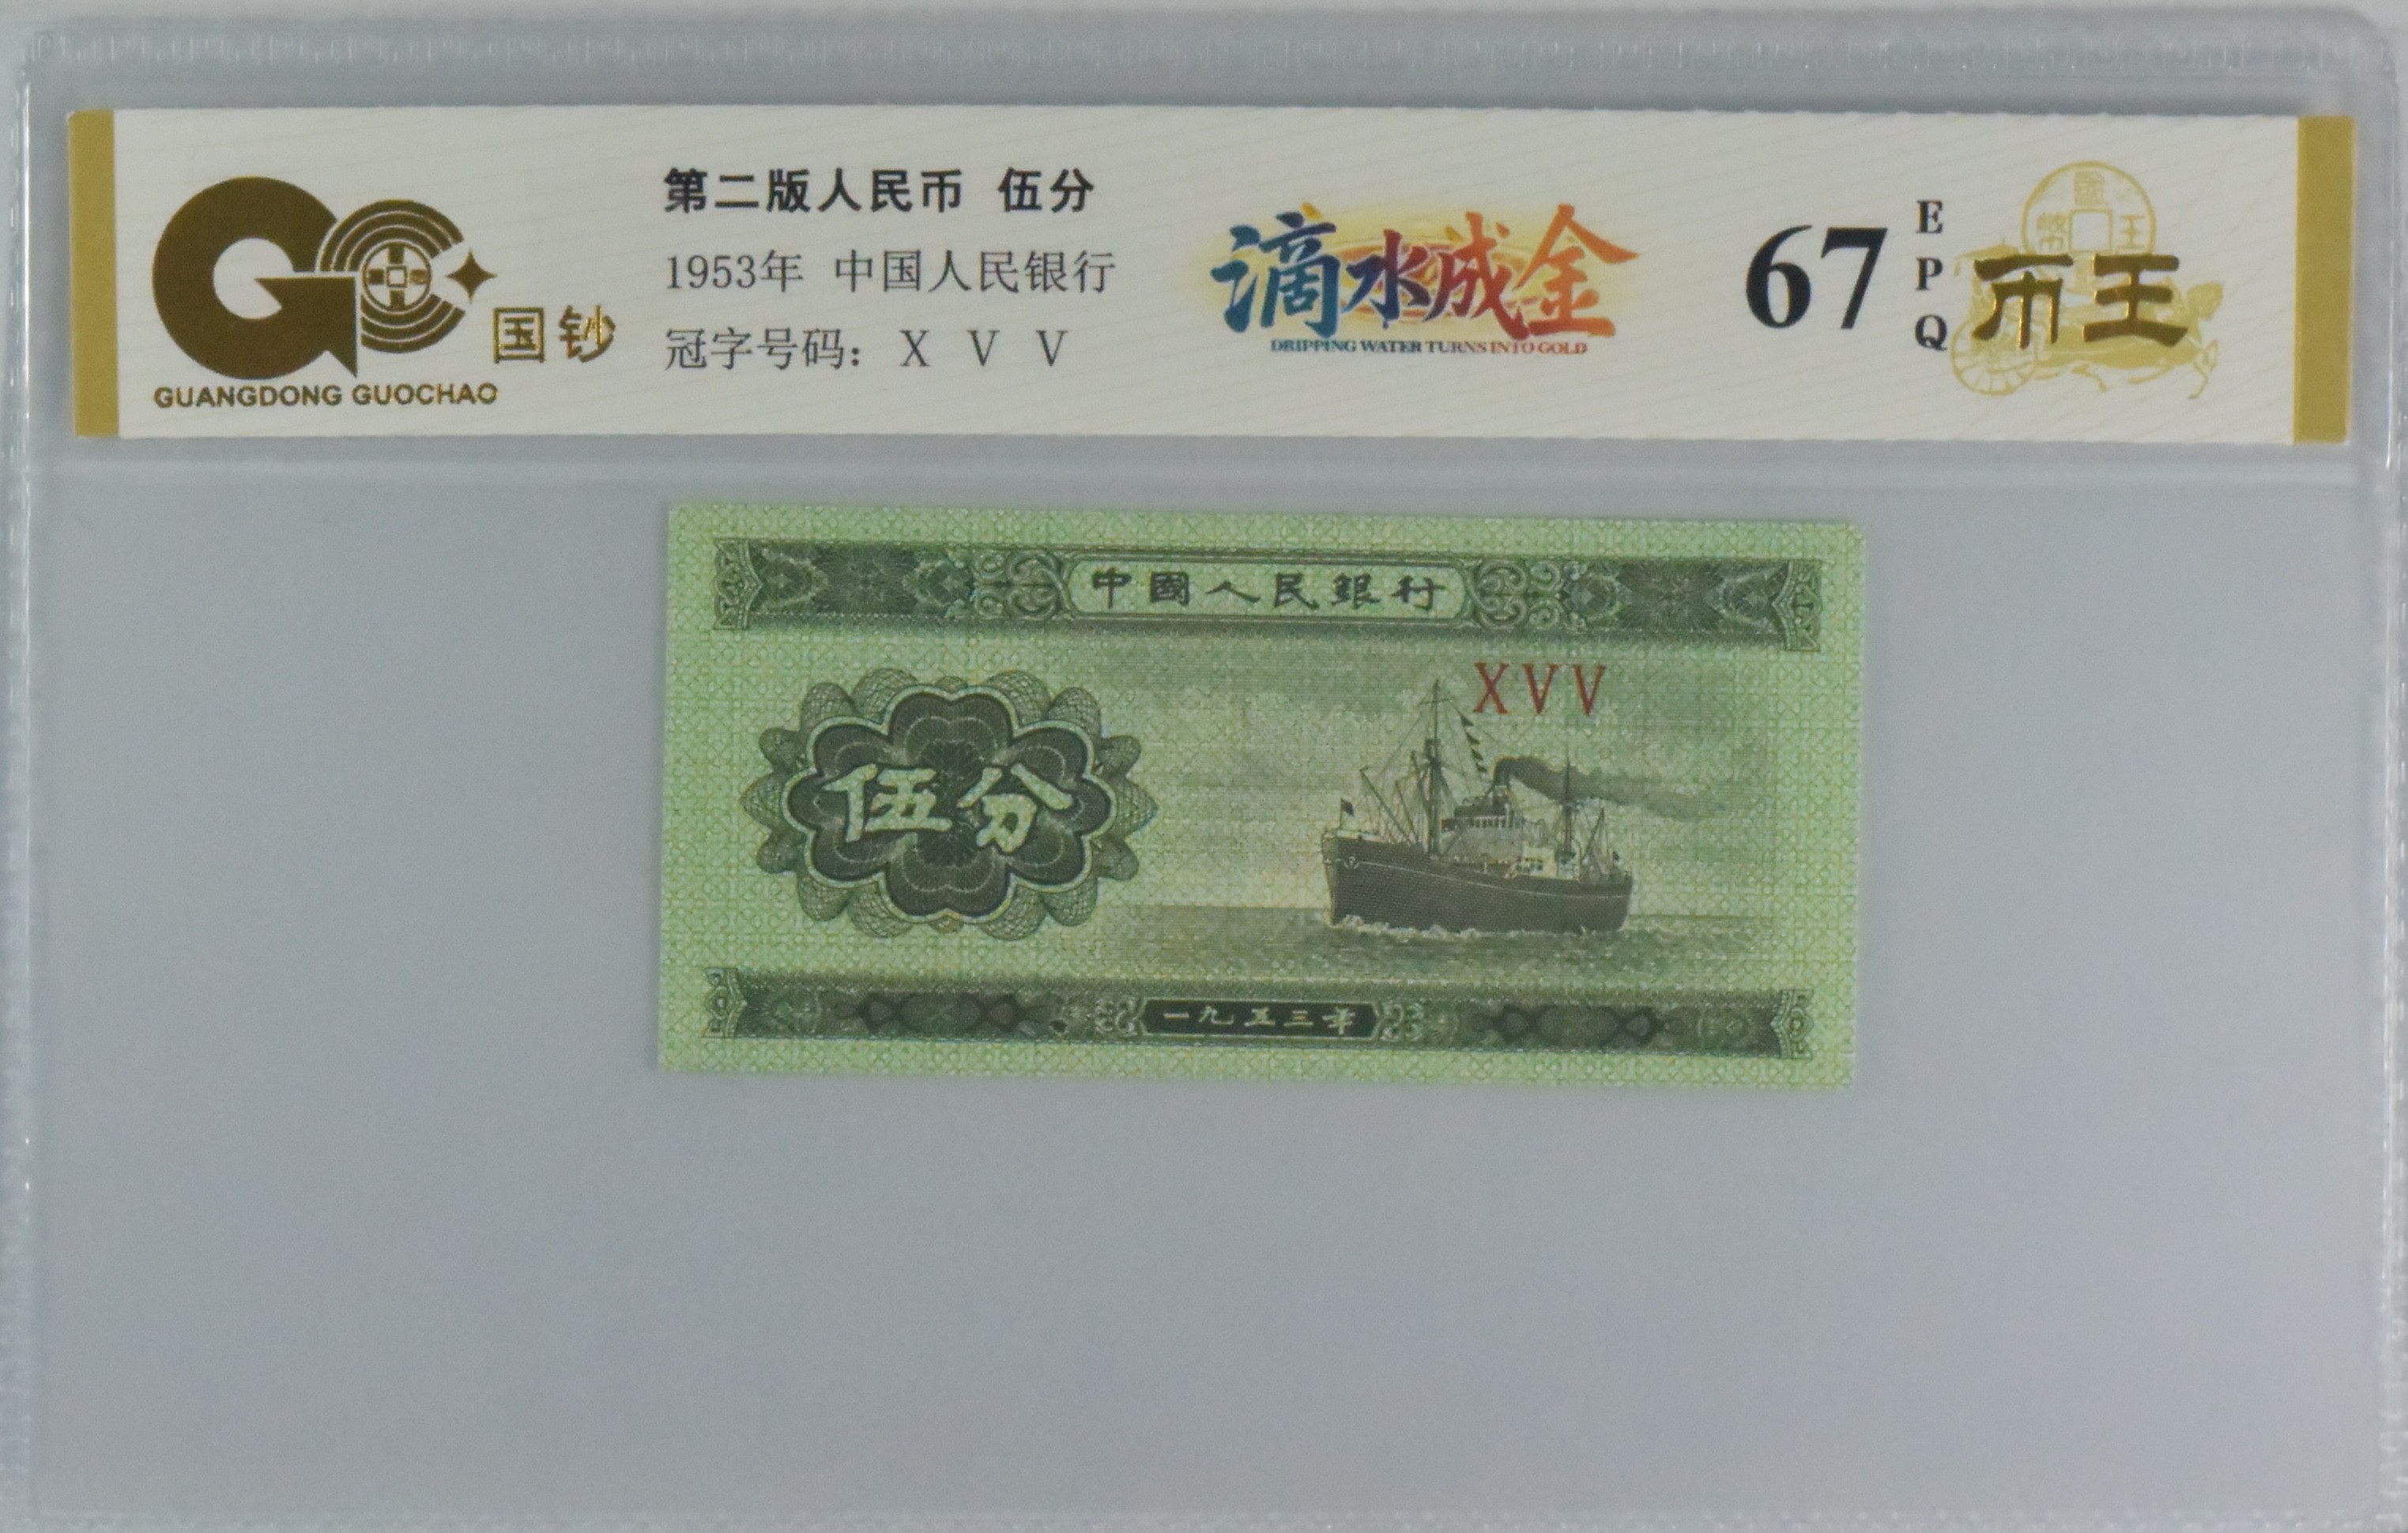 国钞
GUANGDONG GUOCHAO
第二版人民币 伍分
1953年 中国人民银行
冠字号码：X V V
滴水成金
DRIPPING WATER TURNS INTO GOLD
67
EPQ
币王
中國人民銀行
XVV
伍分
一九五三年